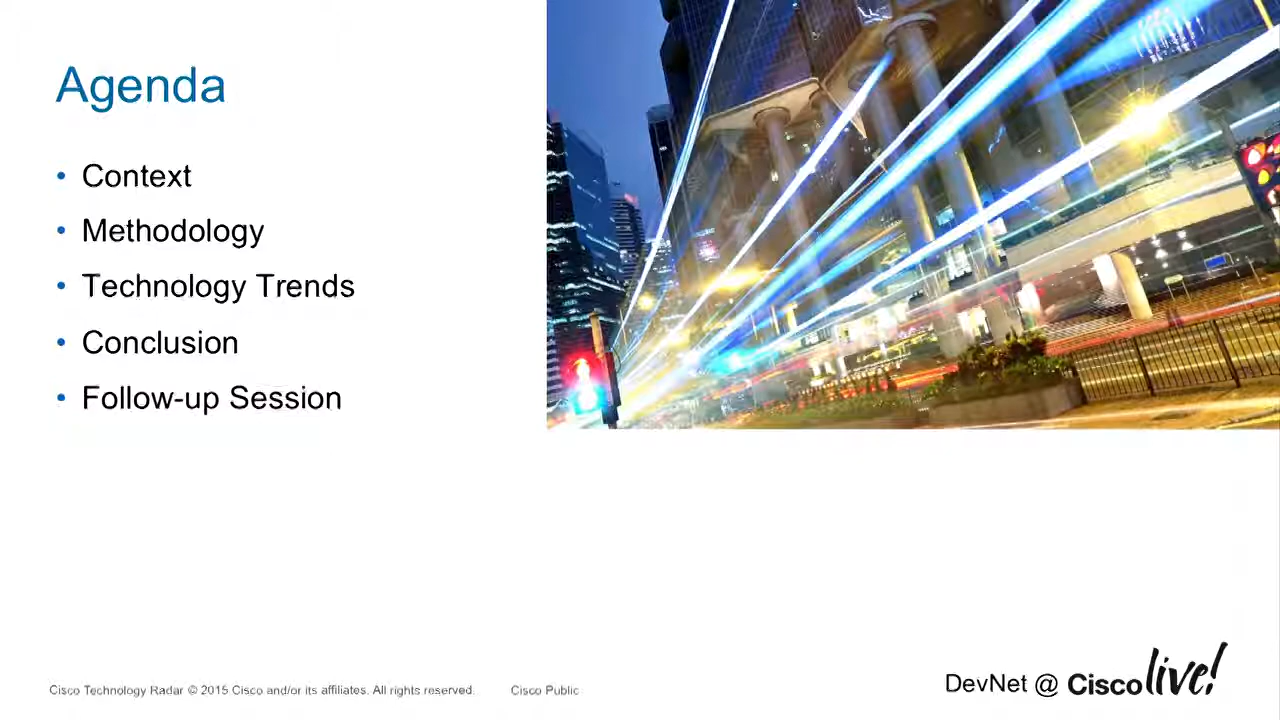 Agenda
• Context
• Methodology
• Technology Trends
• Conclusion
• Follow-up Session
Cisco Technology Radar © 2015 Cisco and/or its affiliates. All rights reserved. Cisco Public
DevNet @ Cisco live!